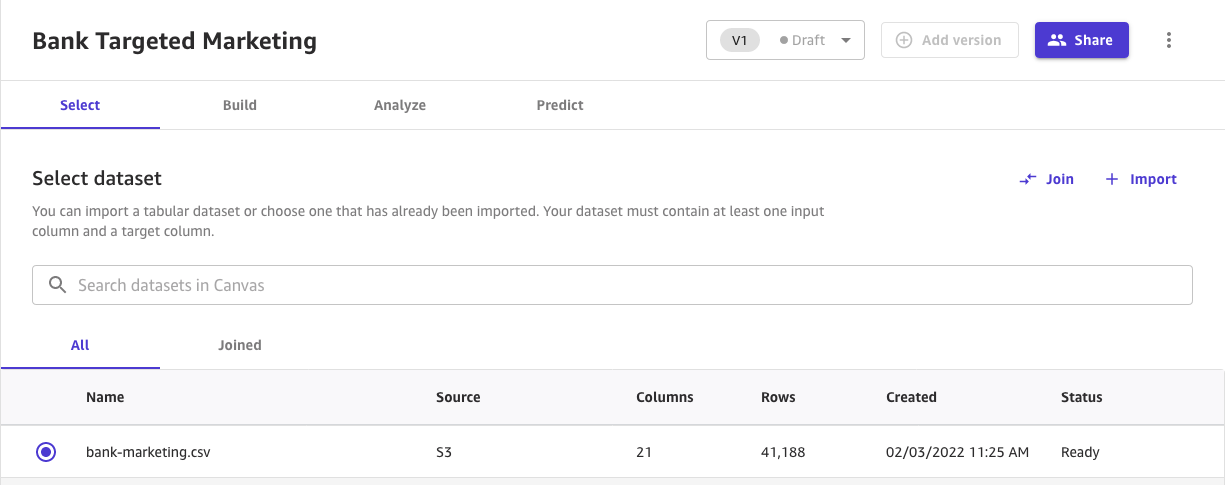 Bank Targeted Marketing
V1 Draft
Add version
Share
Select Build Analyze Predict
Select dataset
Join Import
You can import a tabular dataset or choose one that has already been imported. Your dataset must contain at least one input
column and a target column.
Search datasets in Canvas
All Joined
Name Source Columns Rows Created Status
bank-marketing.csv S3 21 41,188 02/03/2022 11:25 AM Ready